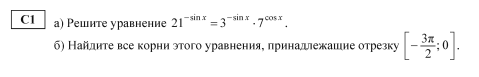 C1 а) Решите уравнение 21^{-sin x} = 3^{-sin x} · 7^{cos x}.
б) Найдите все корни этого уравнения, принадлежащие отрезку [-3π/2; 0].